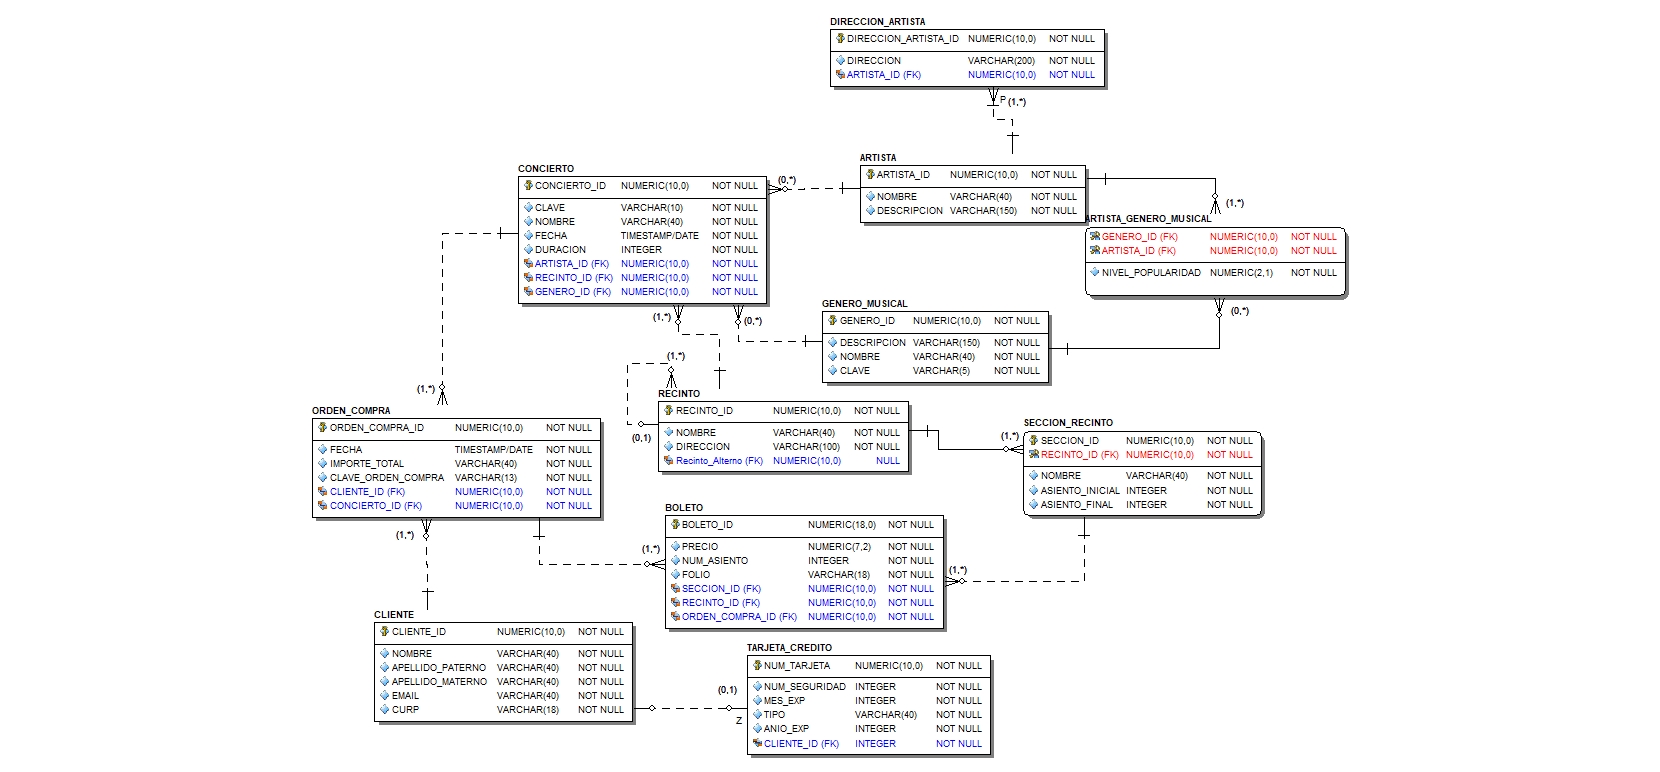 DIRECCION_ARTISTA
DIRECCION_ARTISTA_ID NUMERIC(10,0) NOT NULL
DIRECCION VARCHAR(200) NOT NULL
ARTISTA_ID (FK) NUMERIC(10,0) NOT NULL
P (1,*)
ARTISTA
ARTISTA_ID NUMERIC(10,0) NOT NULL
NOMBRE VARCHAR(40) NOT NULL
DESCRIPCION VARCHAR(150) NOT NULL
(0,*)
(1,*)
CONCIERTO
CONCIERTO_ID NUMERIC(10,0) NOT NULL
CLAVE VARCHAR(10) NOT NULL
NOMBRE VARCHAR(40) NOT NULL
FECHA TIMESTAMP/DATE NOT NULL
DURACION INTEGER NOT NULL
ARTISTA_ID (FK) NUMERIC(10,0) NOT NULL
RECINTO_ID (FK) NUMERIC(10,0) NOT NULL
GENERO_ID (FK) NUMERIC(10,0) NOT NULL
ARTISTA_GENERO_MUSICAL
GENERO_ID (FK) NUMERIC(10,0) NOT NULL
ARTISTA_ID (FK) NUMERIC(10,0) NOT NULL
NIVEL_POPULARIDAD NUMERIC(2,1) NOT NULL
(0,*)
(1,*)
(0,*)
GENERO_MUSICAL
GENERO_ID NUMERIC(10,0) NOT NULL
DESCRIPCION VARCHAR(150) NOT NULL
NOMBRE VARCHAR(40) NOT NULL
CLAVE VARCHAR(5) NOT NULL
(1,*)
(0,1)
RECINTO
RECINTO_ID NUMERIC(10,0) NOT NULL
NOMBRE VARCHAR(40) NOT NULL
DIRECCION VARCHAR(100) NOT NULL
Recinto_Alterno (FK) NUMERIC(10,0) NULL
(1,*)
ORDEN_COMPRA
ORDEN_COMPRA_ID NUMERIC(10,0) NOT NULL
FECHA TIMESTAMP/DATE NOT NULL
IMPORTE_TOTAL VARCHAR(40) NOT NULL
CLAVE_ORDEN_COMPRA VARCHAR(13) NOT NULL
CLIENTE_ID (FK) NUMERIC(10,0) NOT NULL
CONCIERTO_ID (FK) NUMERIC(10,0) NOT NULL
(1,*)
SECCION_RECINTO
SECCION_ID NUMERIC(10,0) NOT NULL
RECINTO_ID (FK) NUMERIC(10,0) NOT NULL
NOMBRE VARCHAR(40) NOT NULL
ASIENTO_INICIAL INTEGER NOT NULL
ASIENTO_FINAL INTEGER NOT NULL
(1,*)
(1,*)
BOLETO
BOLETO_ID NUMERIC(18,0) NOT NULL
PRECIO NUMERIC(7,2) NOT NULL
NUM_ASIENTO INTEGER NOT NULL
FOLIO VARCHAR(18) NOT NULL
SECCION_ID (FK) NUMERIC(10,0) NOT NULL
RECINTO_ID (FK) NUMERIC(10,0) NOT NULL
ORDEN_COMPRA_ID (FK) NUMERIC(10,0) NOT NULL
(1,*)
CLIENTE
CLIENTE_ID NUMERIC(10,0) NOT NULL
NOMBRE VARCHAR(40) NOT NULL
APELLIDO_PATERNO VARCHAR(40) NOT NULL
APELLIDO_MATERNO VARCHAR(40) NOT NULL
EMAIL VARCHAR(40) NOT NULL
CURP VARCHAR(18) NOT NULL
(0,1)
Z
TARJETA_CREDITO
NUM_TARJETA NUMERIC(10,0) NOT NULL
NUM_SEGURIDAD INTEGER NOT NULL
MES_EXP INTEGER NOT NULL
TIPO VARCHAR(40) NOT NULL
ANIO_EXP INTEGER NOT NULL
CLIENTE_ID (FK) INTEGER NOT NULL